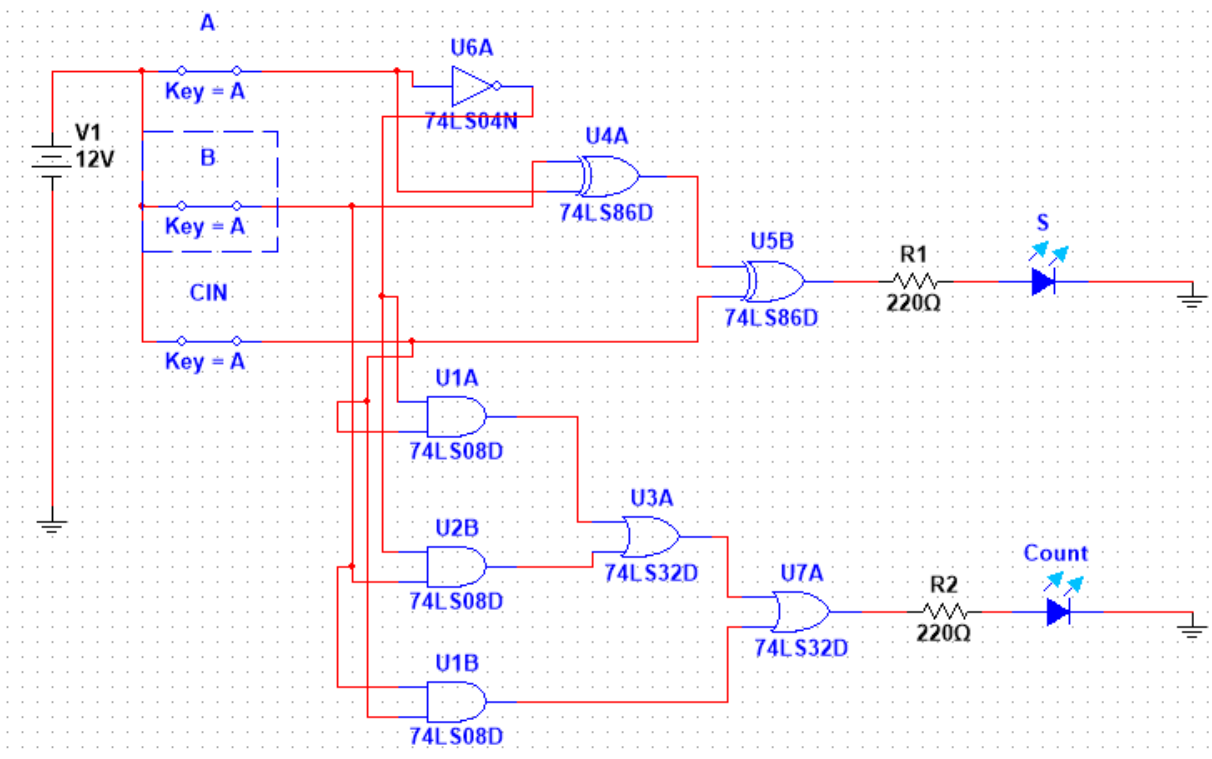 A
Key = A
U6A
74LS04N
V1
12V
B
Key = A
U4A
74LS86D
CIN
Key = A
U5B
74LS86D
R1
220Ω
S
U1A
74LS08D
U2B
74LS08D
U3A
74LS32D
U7A
74LS32D
R2
220Ω
Count
U1B
74LS08D